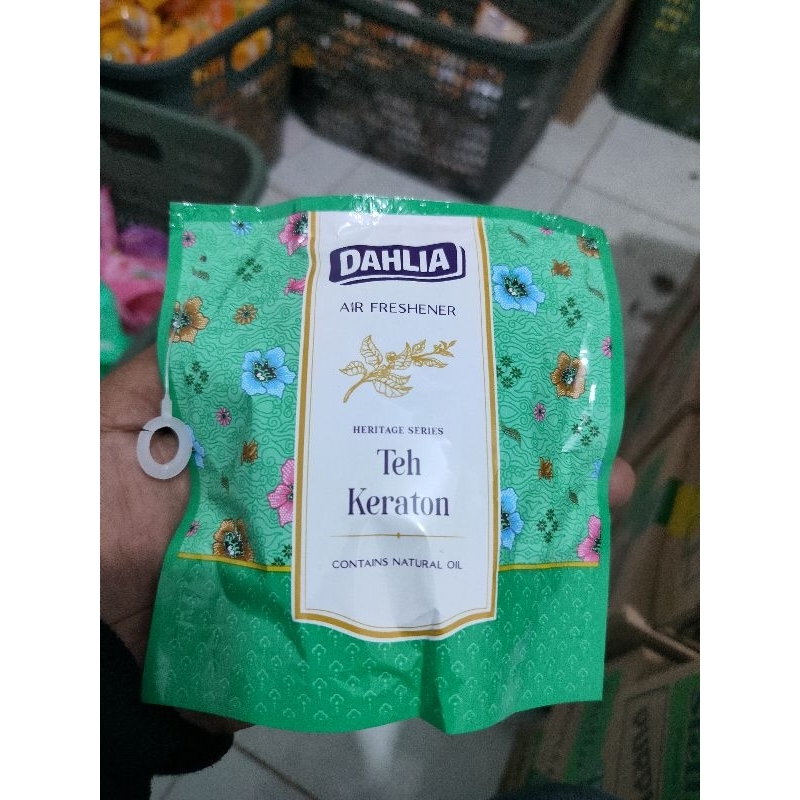 DAHLIA
AIR FRESHENER
HERITAGE SERIES
Teh
Keraton
CONTAINS NATURAL OIL